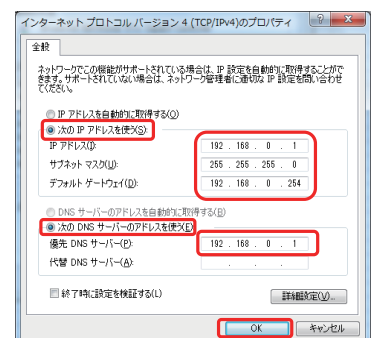 インターネット プロトコル バージョン 4 (TCP/IPv4)のプロパティ
全般
ネットワークでこの機能がサポートされている場合は、IP 設定を自動的に取得することがで
きます。サポートされていない場合は、ネットワーク管理者に適切な IP 設定を問い合わせ
てください。
IP アドレスを自動的に取得する(O)
次の IP アドレスを使う(S):
IP アドレス(I): 192 . 168 . 0 . 1
サブネット マスク(U): 255 . 255 . 255 . 0
デフォルト ゲートウェイ(D): 192 . 168 . 0 . 254
DNS サーバーのアドレスを自動的に取得する(B)
次の DNS サーバーのアドレスを使う(E):
優先 DNS サーバー(P): 192 . 168 . 0 . 1
代替 DNS サーバー(A): . . .
終了時に設定を検証する(L)
詳細設定(V)...
OK キャンセル